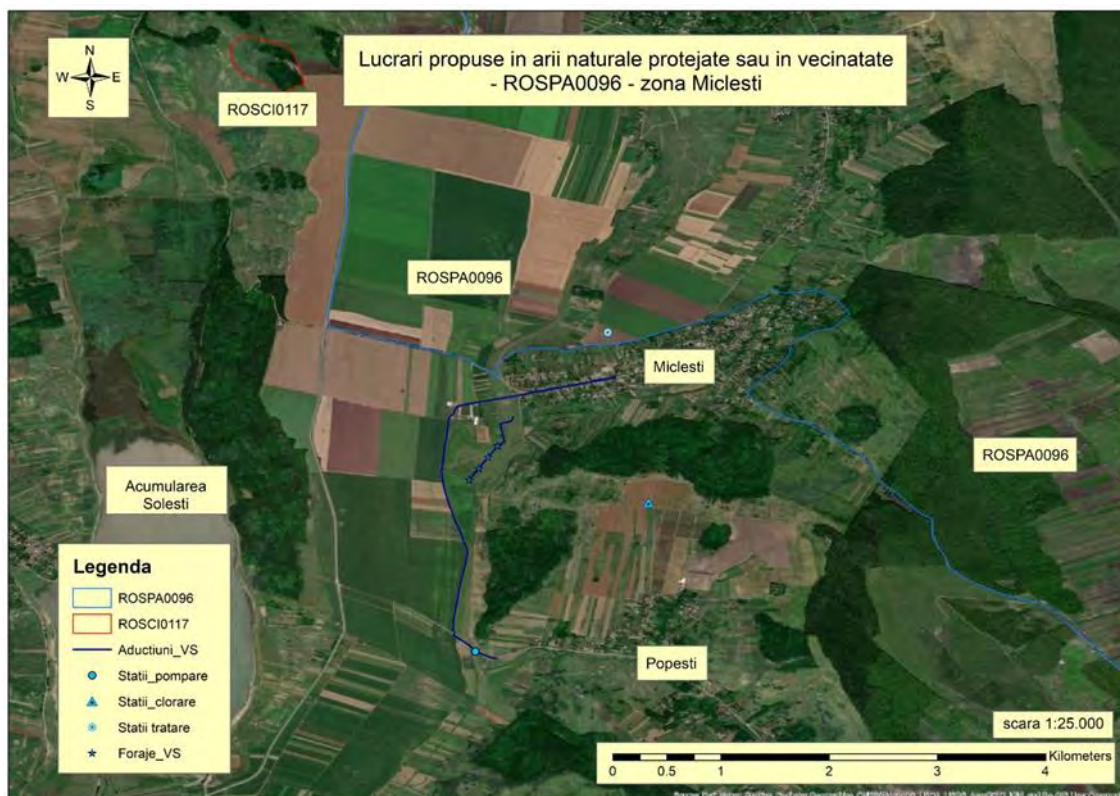 Lucrari propuse in arii naturale protejate sau in vecinatate
- ROSPA0096 - zona Miclesti
N
W E
S
ROSCI0117
ROSPA0096
Miclesti
ROSPA0096
Acumularea
Solesti
Popesti
Legenda
ROSPA0096
ROSCI0117
Aductiuni_VS
Statii_pompare
Statii_clorare
Statii tratare
Foraje_VS
scara 1:25.000
Kilometers
0 0.5 1 2 3 4